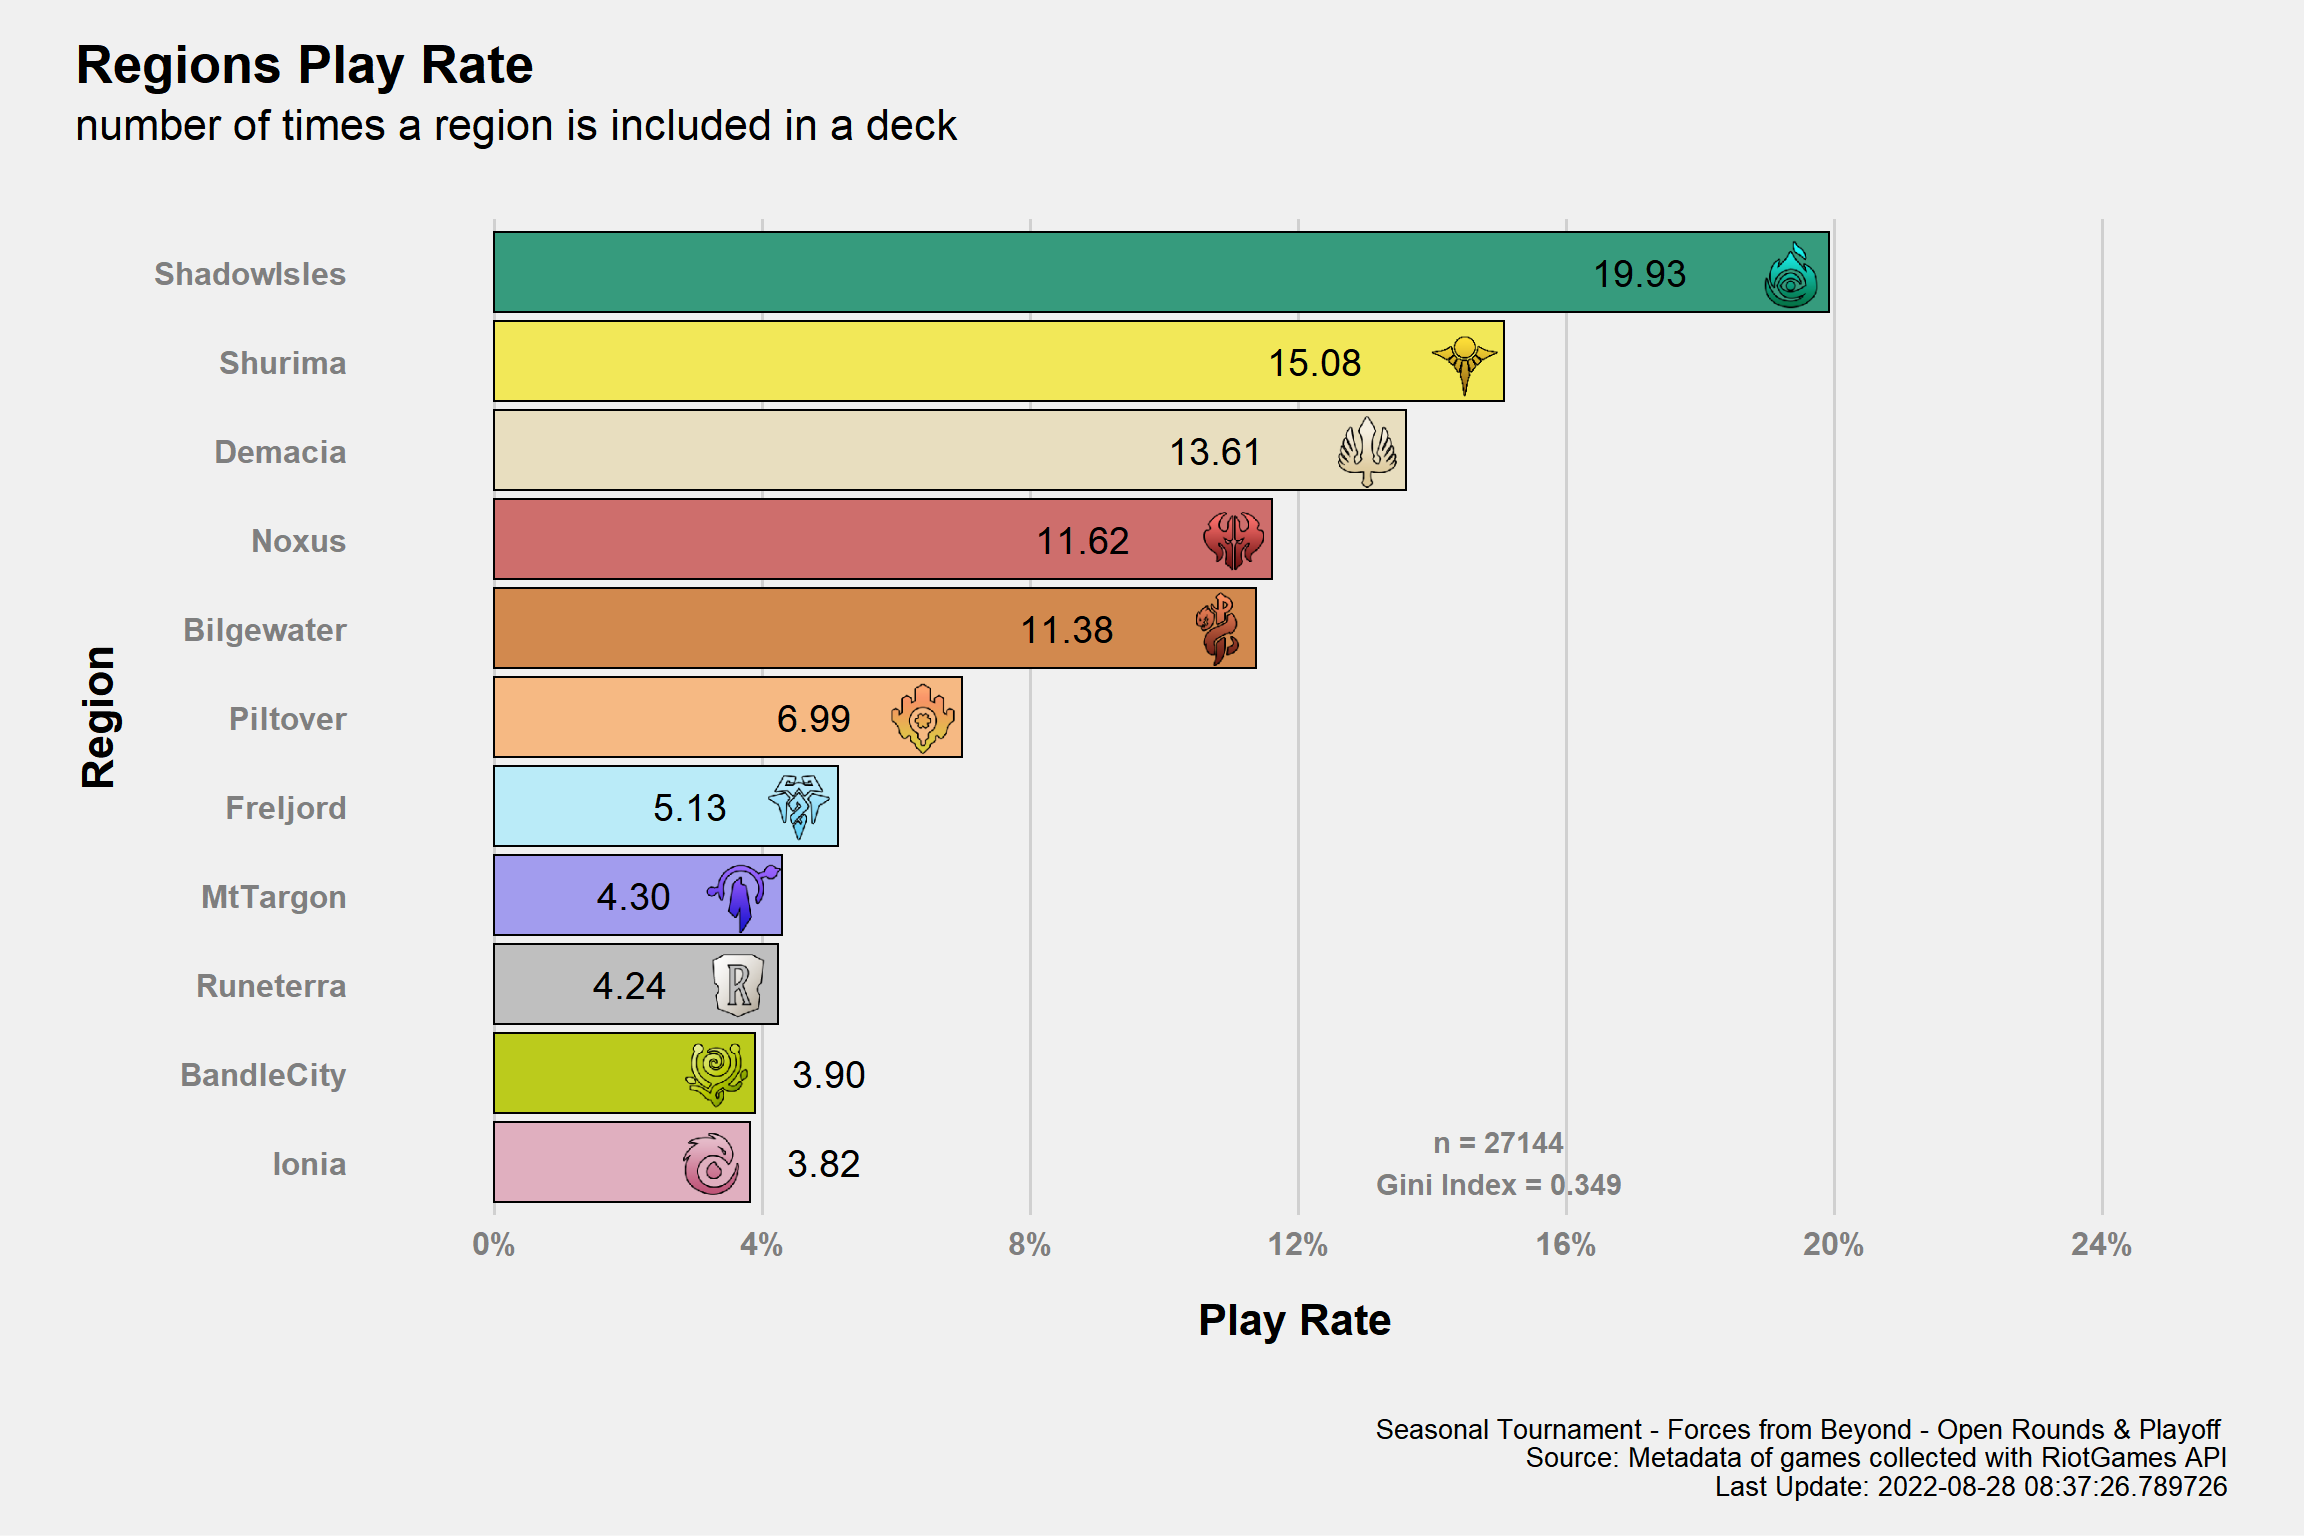 Regions Play Rate
number of times a region is included in a deck
Region
ShadowIsles 19.93
Shurima 15.08
Demacia 13.61
Noxus 11.62
Bilgewater 11.38
Piltover 6.99
Freljord 5.13
MtTargon 4.30
Runeterra 4.24 R
BandleCity 3.90
Ionia 3.82
n = 27144
Gini Index = 0.349
0% 4% 8% 12% 16% 20% 24%
Play Rate
Seasonal Tournament - Forces from Beyond - Open Rounds & Playoff
Source: Metadata of games collected with RiotGames API
Last Update: 2022-08-28 08:37:26.789726